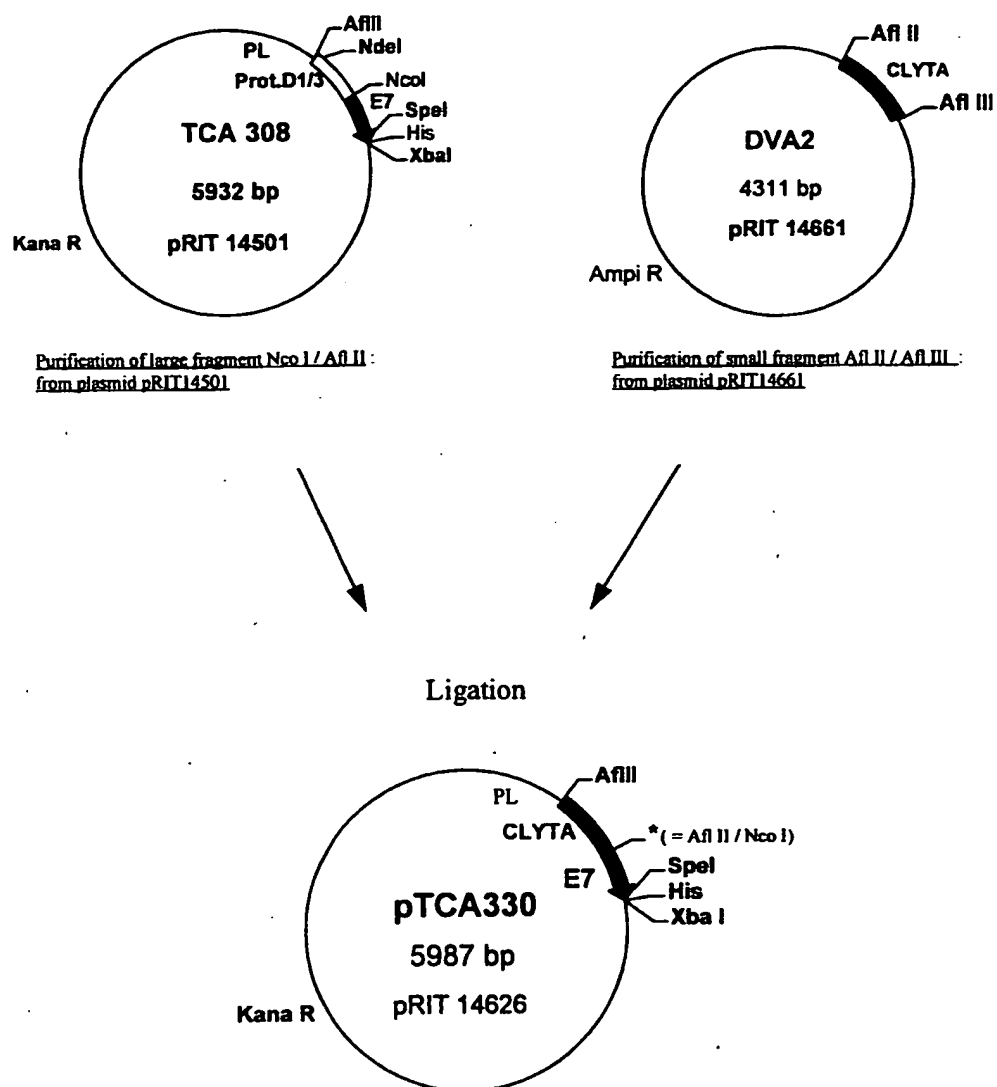 AflII
NdeI
PL
Prot.D1/3
NcoI
E7
SpeI
His
XbaI
TCA 308
5932 bp
pRIT 14501
Kana R
Afl II
CLYTA
Afl III
DVA2
4311 bp
pRIT 14661
Ampi R
Purification of large fragment Nco I / Afl II :
from plasmid pRIT14501
Purification of small fragment Afl II / Afl III :
from plasmid pRIT14661
Ligation
AflII
PL
CLYTA
*( = Afl II / Nco I)
E7
SpeI
His
Xba I
pTCA330
5987 bp
pRIT 14626
Kana R